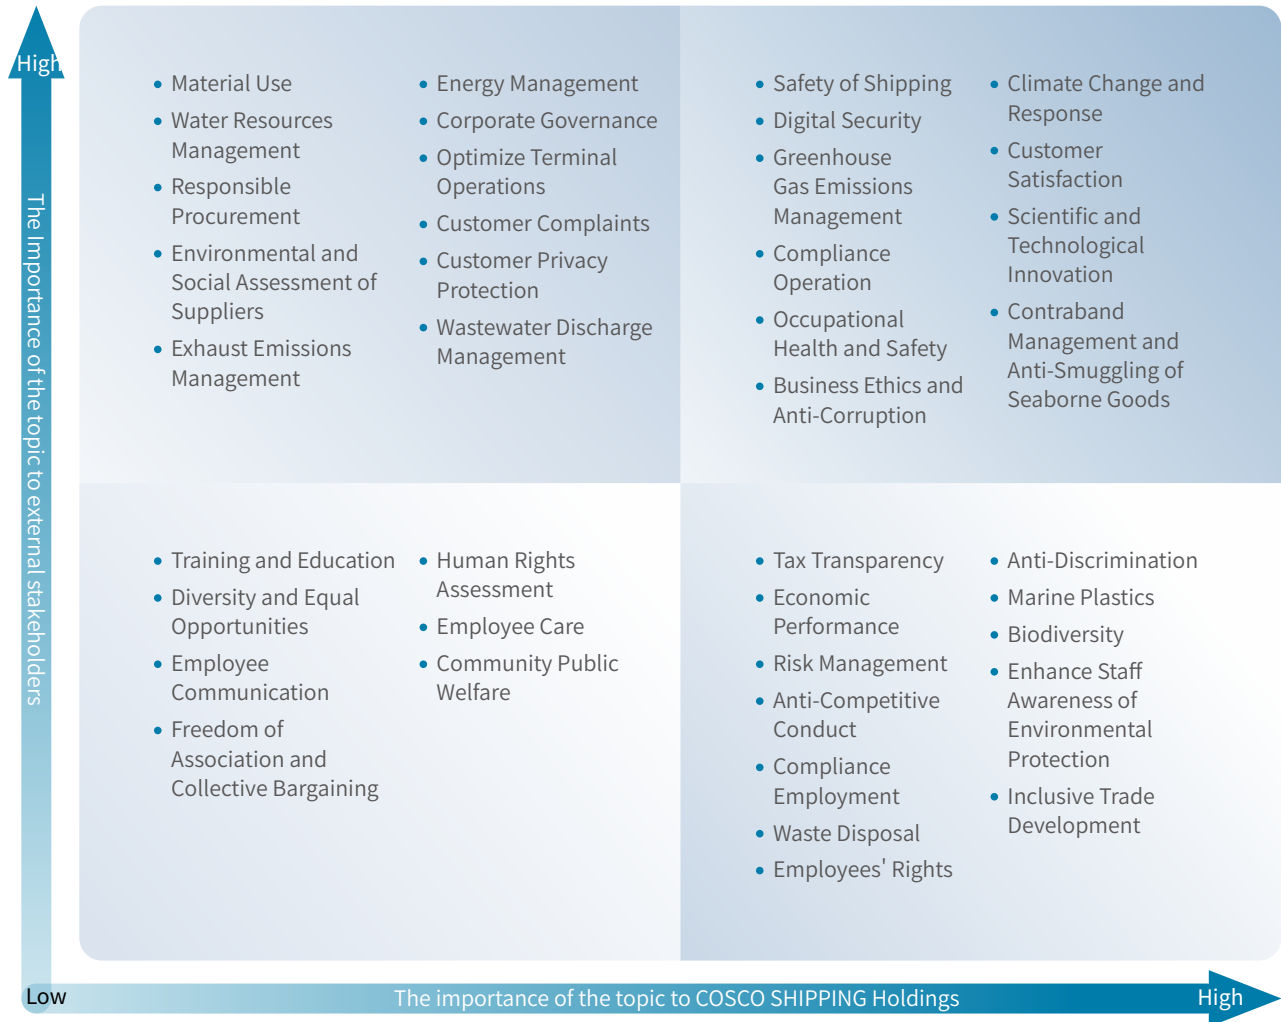 High
The Importance of the topic to external stakeholders
• Material Use
• Water Resources
Management
• Responsible
Procurement
• Environmental and
Social Assessment of
Suppliers
• Exhaust Emissions
Management
• Energy Management
• Corporate Governance
• Optimize Terminal
Operations
• Customer Complaints
• Customer Privacy
Protection
• Wastewater Discharge
Management
• Safety of Shipping
• Digital Security
• Greenhouse
Gas Emissions
Management
• Compliance
Operation
• Occupational
Health and Safety
• Business Ethics and
Anti-Corruption
• Climate Change and
Response
• Customer
Satisfaction
• Scientific and
Technological
Innovation
• Contraband
Management and
Anti-Smuggling of
Seaborne Goods
• Training and Education
• Diversity and Equal
Opportunities
• Employee
Communication
• Freedom of
Association and
Collective Bargaining
• Human Rights
Assessment
• Employee Care
• Community Public
Welfare
• Tax Transparency
• Economic
Performance
• Risk Management
• Anti-Competitive
Conduct
• Compliance
Employment
• Waste Disposal
• Employees' Rights
• Anti-Discrimination
• Marine Plastics
• Biodiversity
• Enhance Staff
Awareness of
Environmental
Protection
• Inclusive Trade
Development
Low
The importance of the topic to COSCO SHIPPING Holdings
High